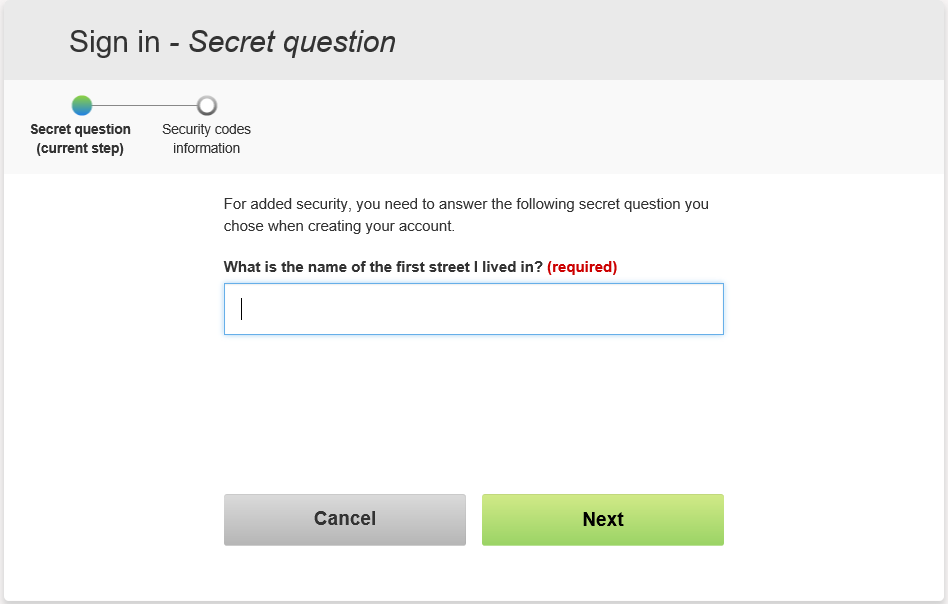 Sign in - Secret question
Secret question
(current step)
Security codes
information
For added security, you need to answer the following secret question you
chose when creating your account.
What is the name of the first street I lived in? (required)
Cancel
Next